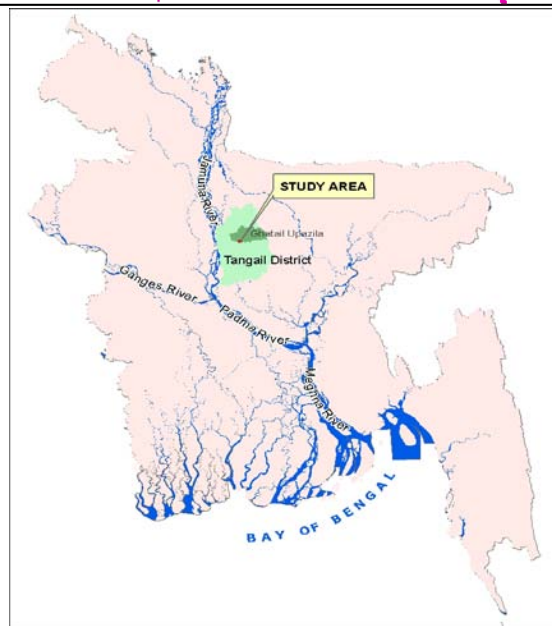 Jamuna River
STUDY AREA
Ghatail Upazila
Tangail District
Ganges River
Padma River
Meghna River
BAY OF BENGAL